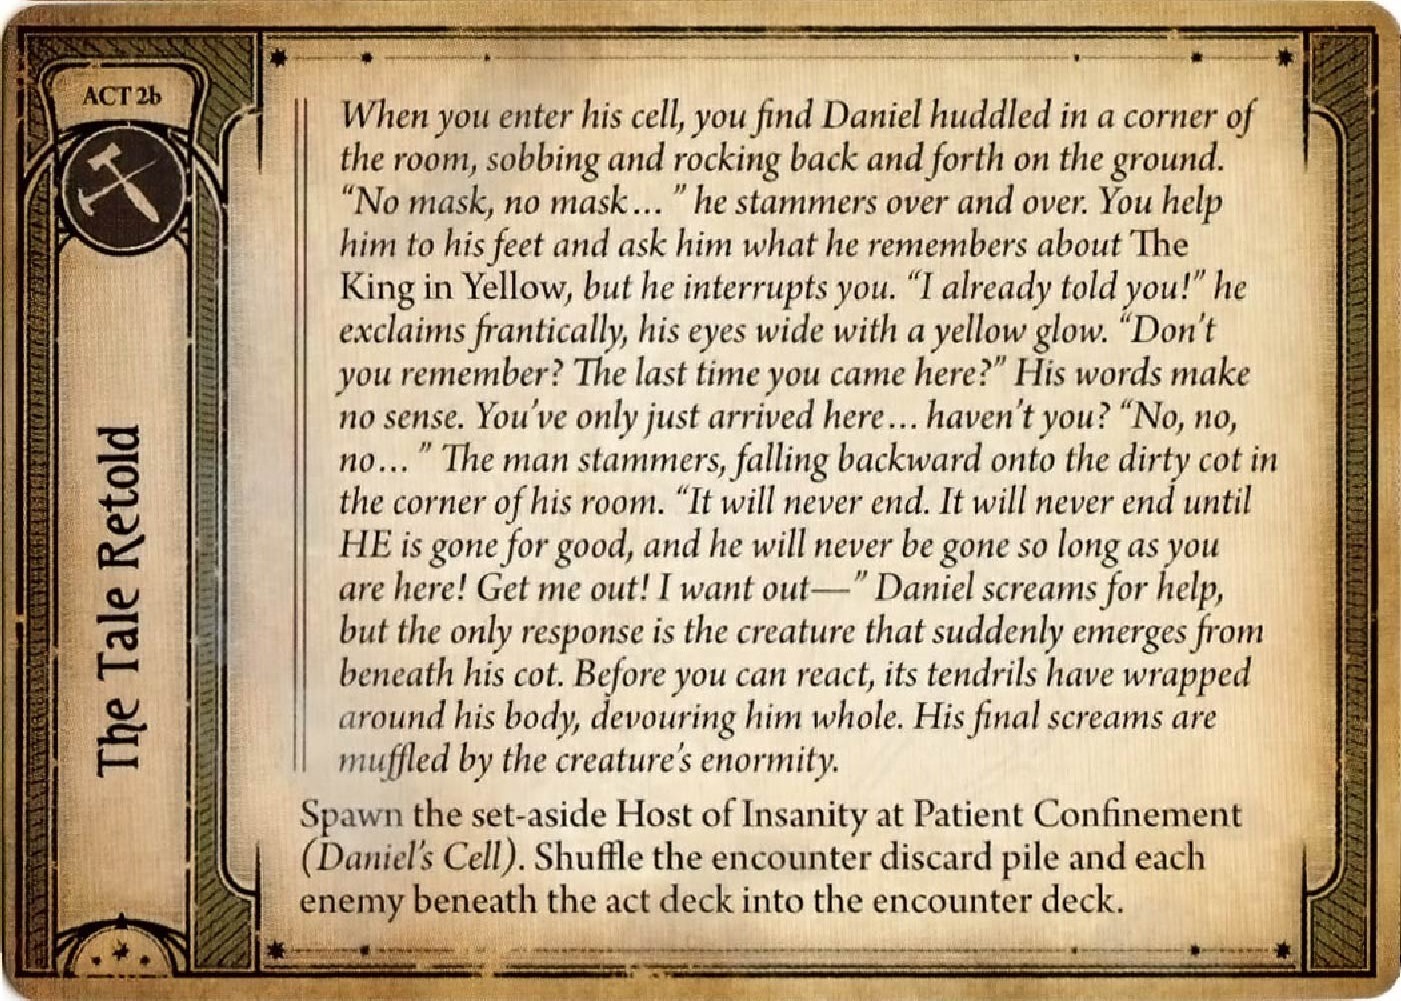 ACT 2b
The Tale Retold
When you enter his cell, you find Daniel huddled in a corner of
the room, sobbing and rocking back and forth on the ground.
“No mask, no mask… ” he stammers over and over. You help
him to his feet and ask him what he remembers about The
King in Yellow, but he interrupts you. “I already told you!” he
exclaims frantically, his eyes wide with a yellow glow. “Don’t
you remember? The last time you came here?” His words make
no sense. You’ve only just arrived here… haven’t you? “No, no,
no… ” The man stammers, falling backward onto the dirty cot in
the corner of his room. “It will never end. It will never end until
HE is gone for good, and he will never be gone so long as you
are here! Get me out! I want out—” Daniel screams for help,
but the only response is the creature that suddenly emerges from
beneath his cot. Before you can react, its tendrils have wrapped
around his body, devouring him whole. His final screams are
muffled by the creature’s enormity.
Spawn the set-aside Host of Insanity at Patient Confinement
(Daniel’s Cell). Shuffle the encounter discard pile and each
enemy beneath the act deck into the encounter deck.